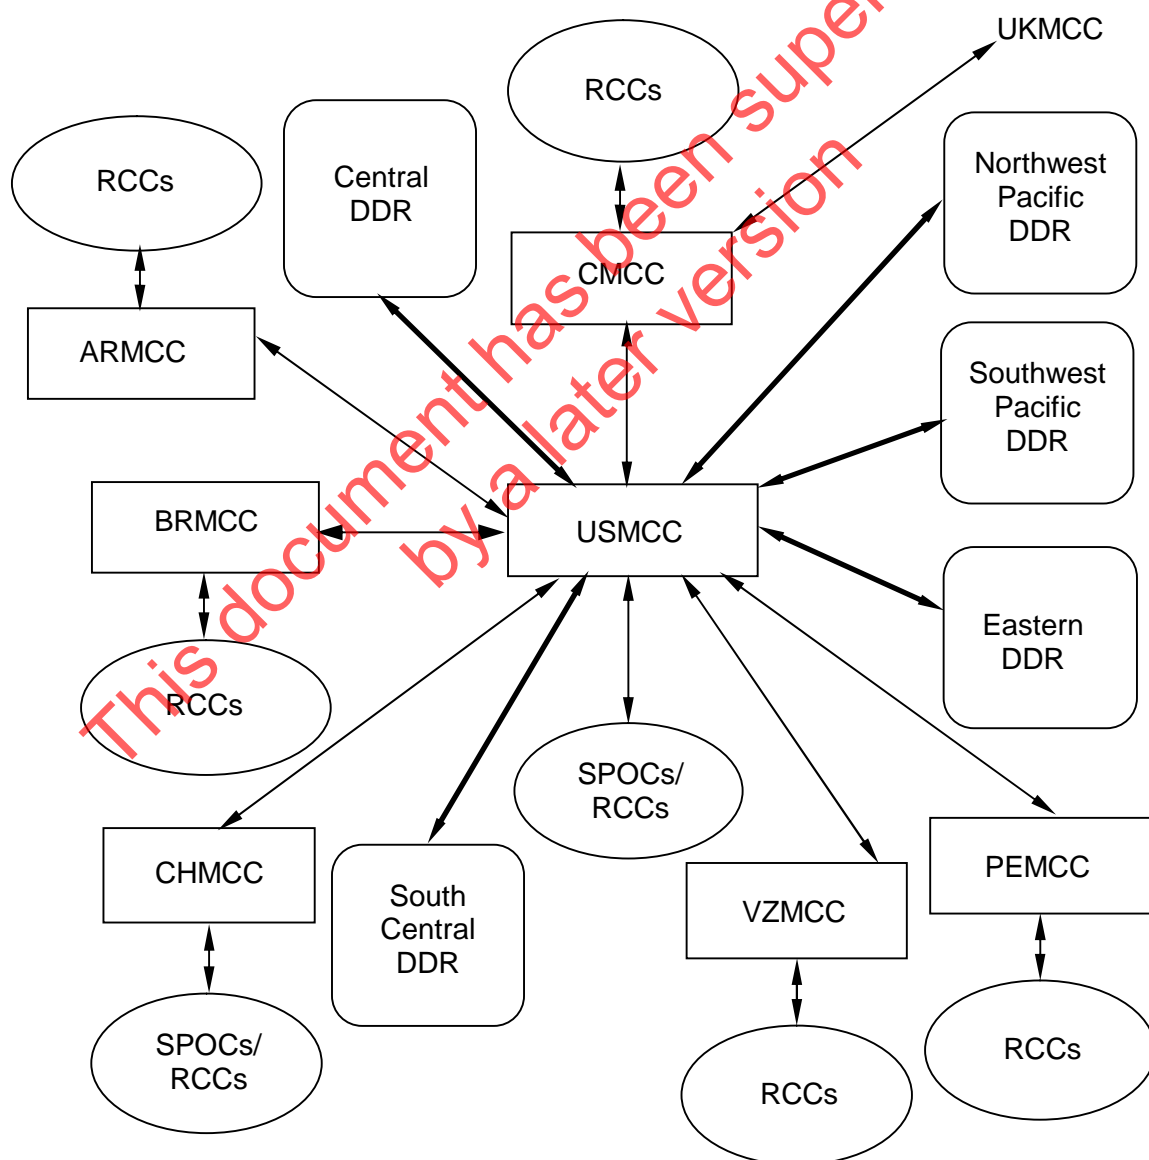 UKMCC
RCCs
RCCs
Central
DDR
Northwest
Pacific
DDR
CMCC
ARMCC
Southwest
Pacific
DDR
BRMCC
USMCC
Eastern
DDR
RCCs
SPOCs/
RCCs
CHMCC
South
Central
DDR
VZMCC
PEMCC
SPOCs/
RCCs
RCCs
RCCs
This document has been super
by a later version